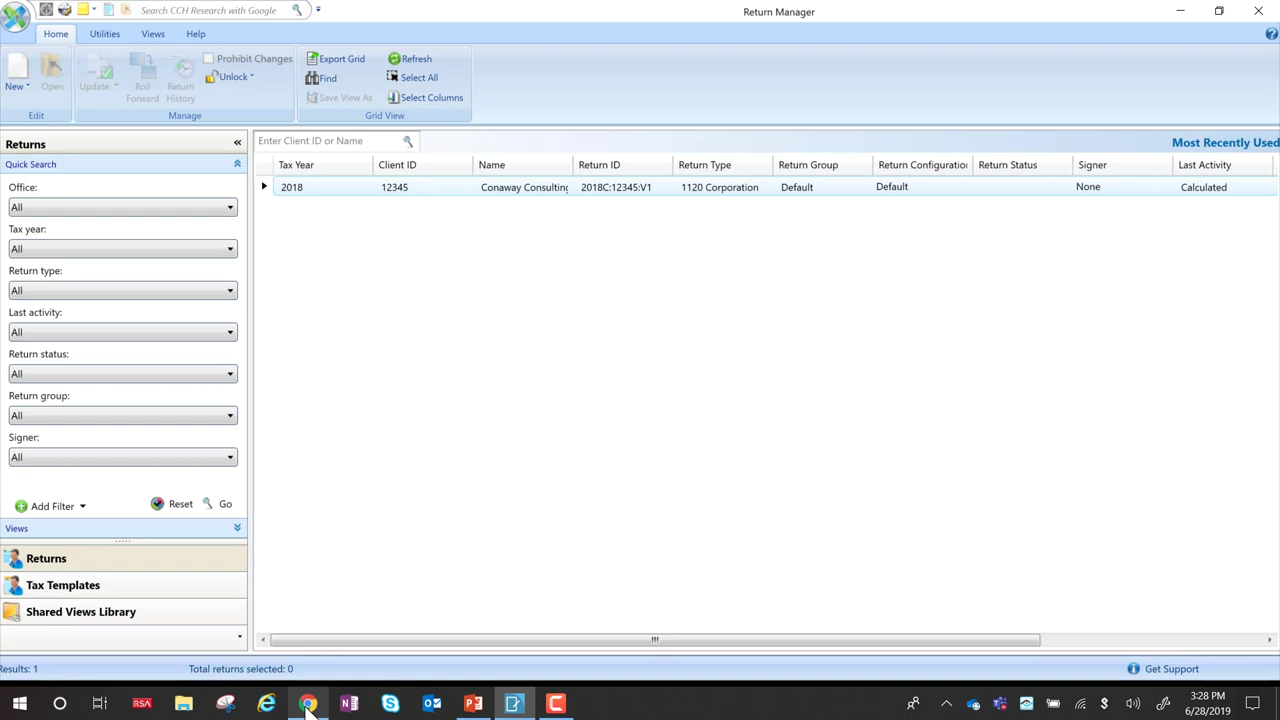 Search CCH Research with Google
Return Manager
Home Utilities Views Help
New Open Update Roll Forward Return History
Prohibit Changes
Unlock
Export Grid Refresh
Find Select All
Save View As Select Columns
Edit Manage Grid View
Returns «
Enter Client ID or Name
Most Recently Used
Quick Search
Tax Year Client ID Name Return ID Return Type Return Group Return Configuration Return Status Signer Last Activity
2018 12345 Conaway Consulting 2018C:12345:V1 1120 Corporation Default Default None Calculated
Office:
All
Tax year:
All
Return type:
All
Last activity:
All
Return status:
All
Return group:
All
Signer:
All
Add Filter Reset Go
Views
Returns
Tax Templates
Shared Views Library
Results: 1 Total returns selected: 0 Get Support
RSA
3:28 PM
6/28/2019